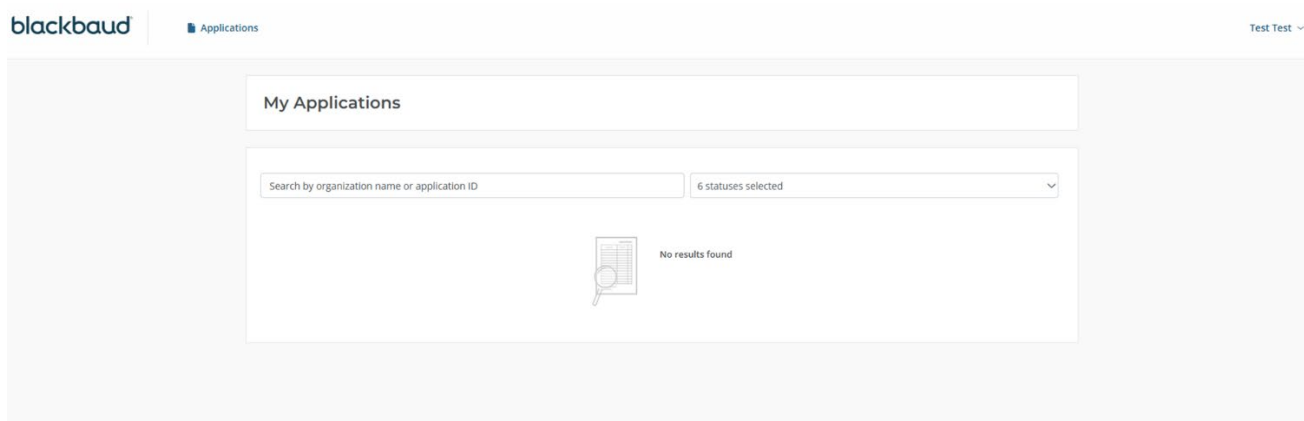 blackbaud
Applications
Test Test
My Applications
Search by organization name or application ID
6 statuses selected
No results found